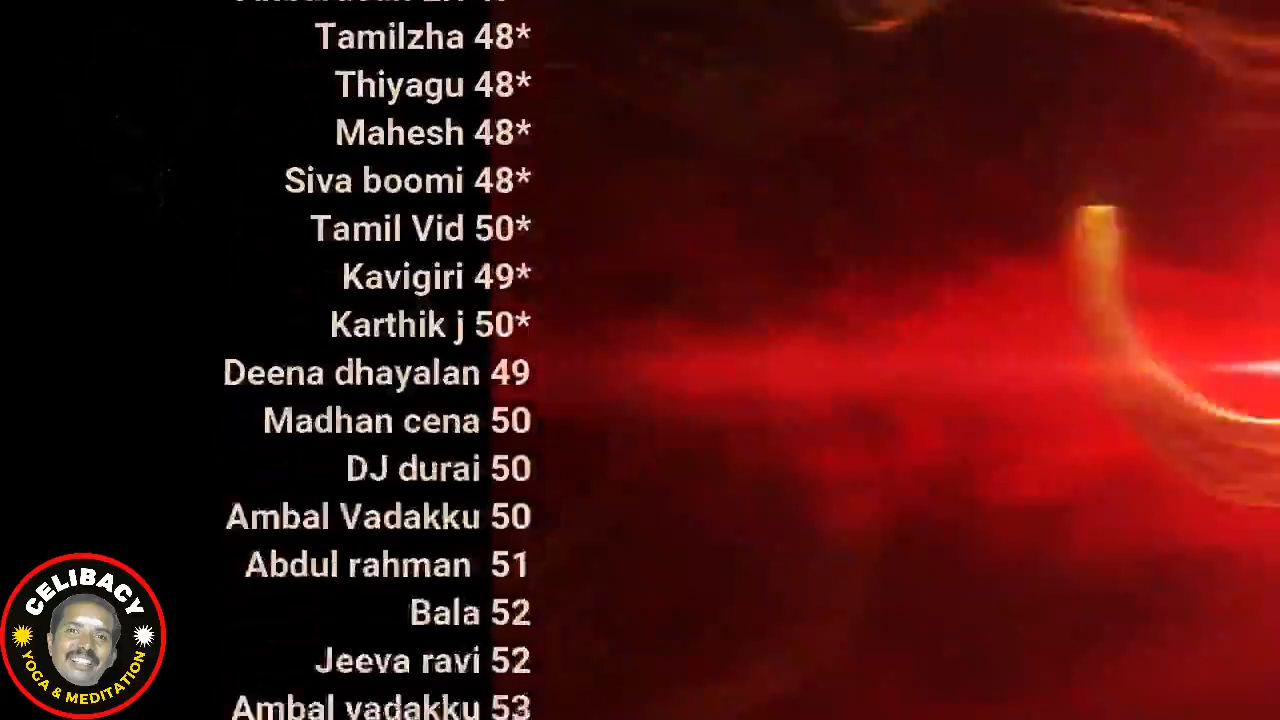 Tamilzha 48*
Thiyagu 48*
Mahesh 48*
Siva boomi 48*
Tamil Vid 50*
Kavigiri 49*
Karthik j 50*
Deena dhayalan 49
Madhan cena 50
DJ durai 50
Ambal Vadakku 50
Abdul rahman 51
Bala 52
Jeeva ravi 52
Ambal vadakku 53
CELIBACY
YOGA & MEDITATION